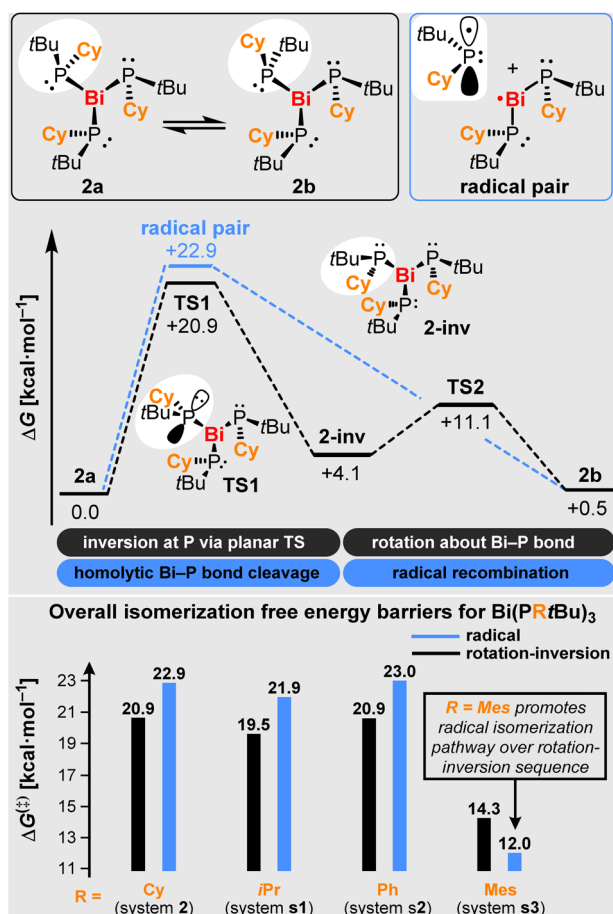 tBu
Cy
P
P
Bi
tBu
Cy
Cy
P
tBu
2a
P
tBu
Cy
P
Bi
tBu
Cy
Cy
P
tBu
2b
tBu
P:
Cy
+
•Bi
P
tBu
Cy
Cy
P
tBu
radical pair
ΔG [kcal·mol⁻¹]
radical pair
+22.9
TS1
+20.9
tBu
P
P
Bi
tBu
Cy
Cy
Cy
P
tBu
2-inv
Cy
tBu
P
P
Bi
tBu
Cy
Cy
P
tBu
TS1
2a
0.0
2-inv
+4.1
TS2
+11.1
2b
+0.5
inversion at P via planar TS
rotation about Bi–P bond
homolytic Bi–P bond cleavage
radical recombination
Overall isomerization free energy barriers for Bi(PRtBu)₃
radical
rotation-inversion
ΔG⁽‡⁾ [kcal·mol⁻¹]
23
21
19
17
15
13
11
20.9
22.9
19.5
21.9
20.9
23.0
14.3
12.0
R = Mes promotes
radical isomerization
pathway over rotation-
inversion sequence
R = Cy iPr Ph Mes
(system 2) (system s1) (system s2) (system s3)